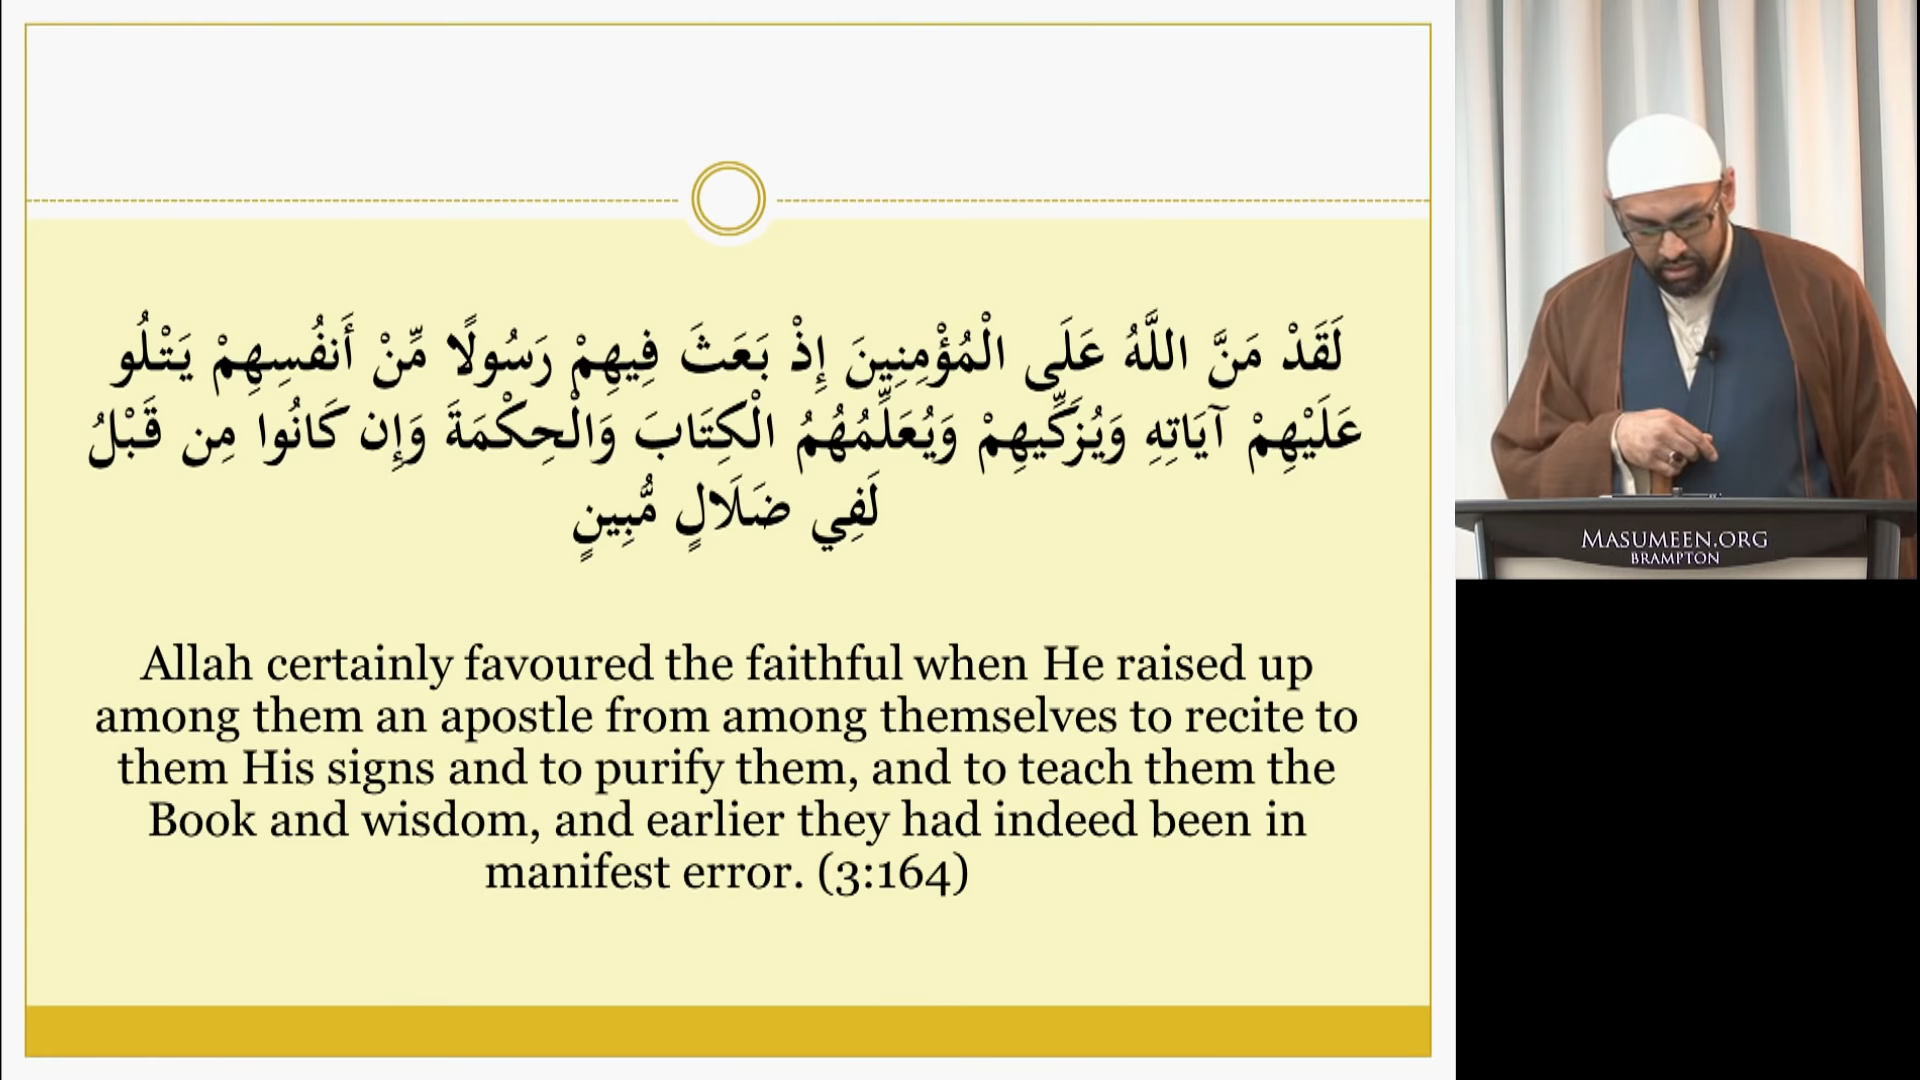 لَقَدْ مَنَّ اللَّهُ عَلَى الْمُؤْمِنِينَ إِذْ بَعَثَ فِيهِمْ رَسُولًا مِّنْ أَنفُسِهِمْ يَتْلُو
عَلَيْهِمْ آيَاتِهِ وَيُزَكِّيهِمْ وَيُعَلِّمُهُمُ الْكِتَابَ وَالْحِكْمَةَ وَإِن كَانُوا مِن قَبْلُ
لَفِي ضَلَالٍ مُّبِينٍ
Allah certainly favoured the faithful when He raised up
among them an apostle from among themselves to recite to
them His signs and to purify them, and to teach them the
Book and wisdom, and earlier they had indeed been in
manifest error. (3:164)
MASUMEEN.ORG
BRAMPTON